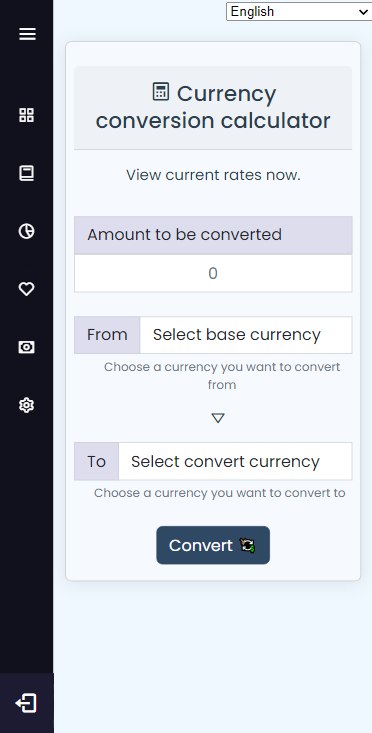 English
Currency
conversion calculator
View current rates now.
Amount to be converted
0
From Select base currency
Choose a currency you want to convert
from
To Select convert currency
Choose a currency you want to convert to
Convert